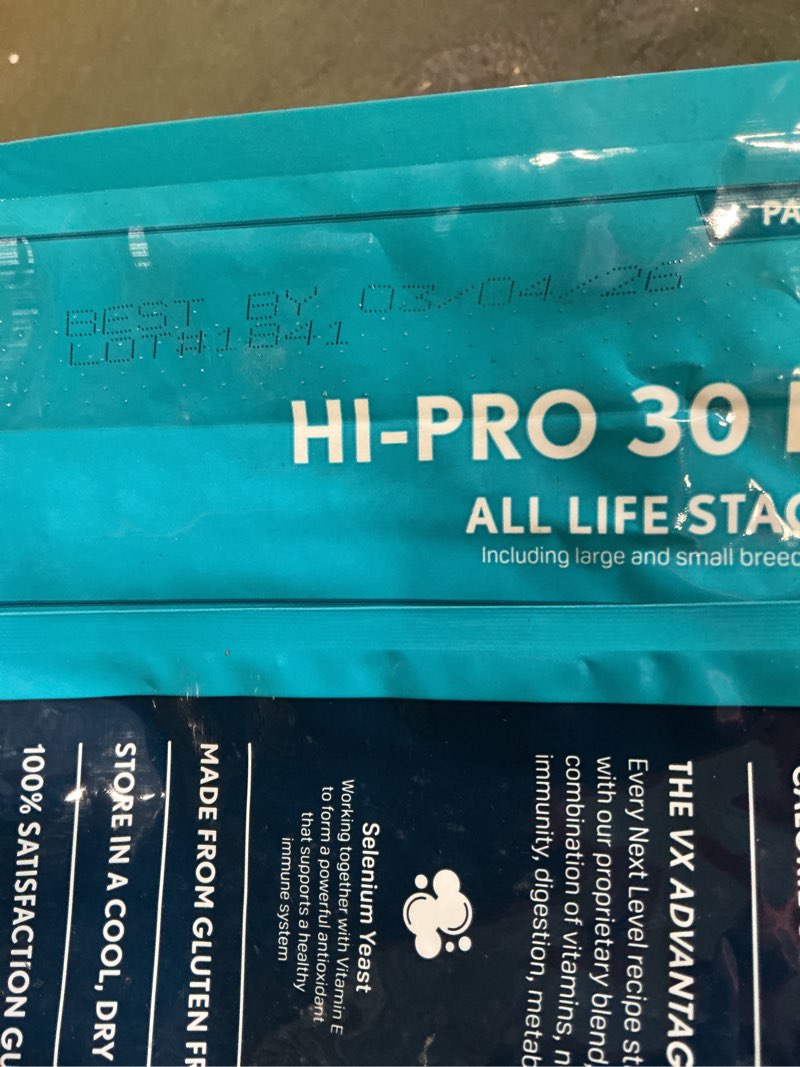 PA
BEST BY 03/04/26
LOT#1841
HI-PRO 30
ALL LIFE STAG
Including large and small breed
THE VX ADVANTAG
Every Next Level recipe st
with our proprietary blend,
combination of vitamins, n
immunity, digestion, metab
Selenium Yeast
Working together with Vitamin E
to form a powerful antioxidant
that supports a healthy
immune system
MADE FROM GLUTEN FR
STORE IN A COOL, DRY
100% SATISFACTION GU